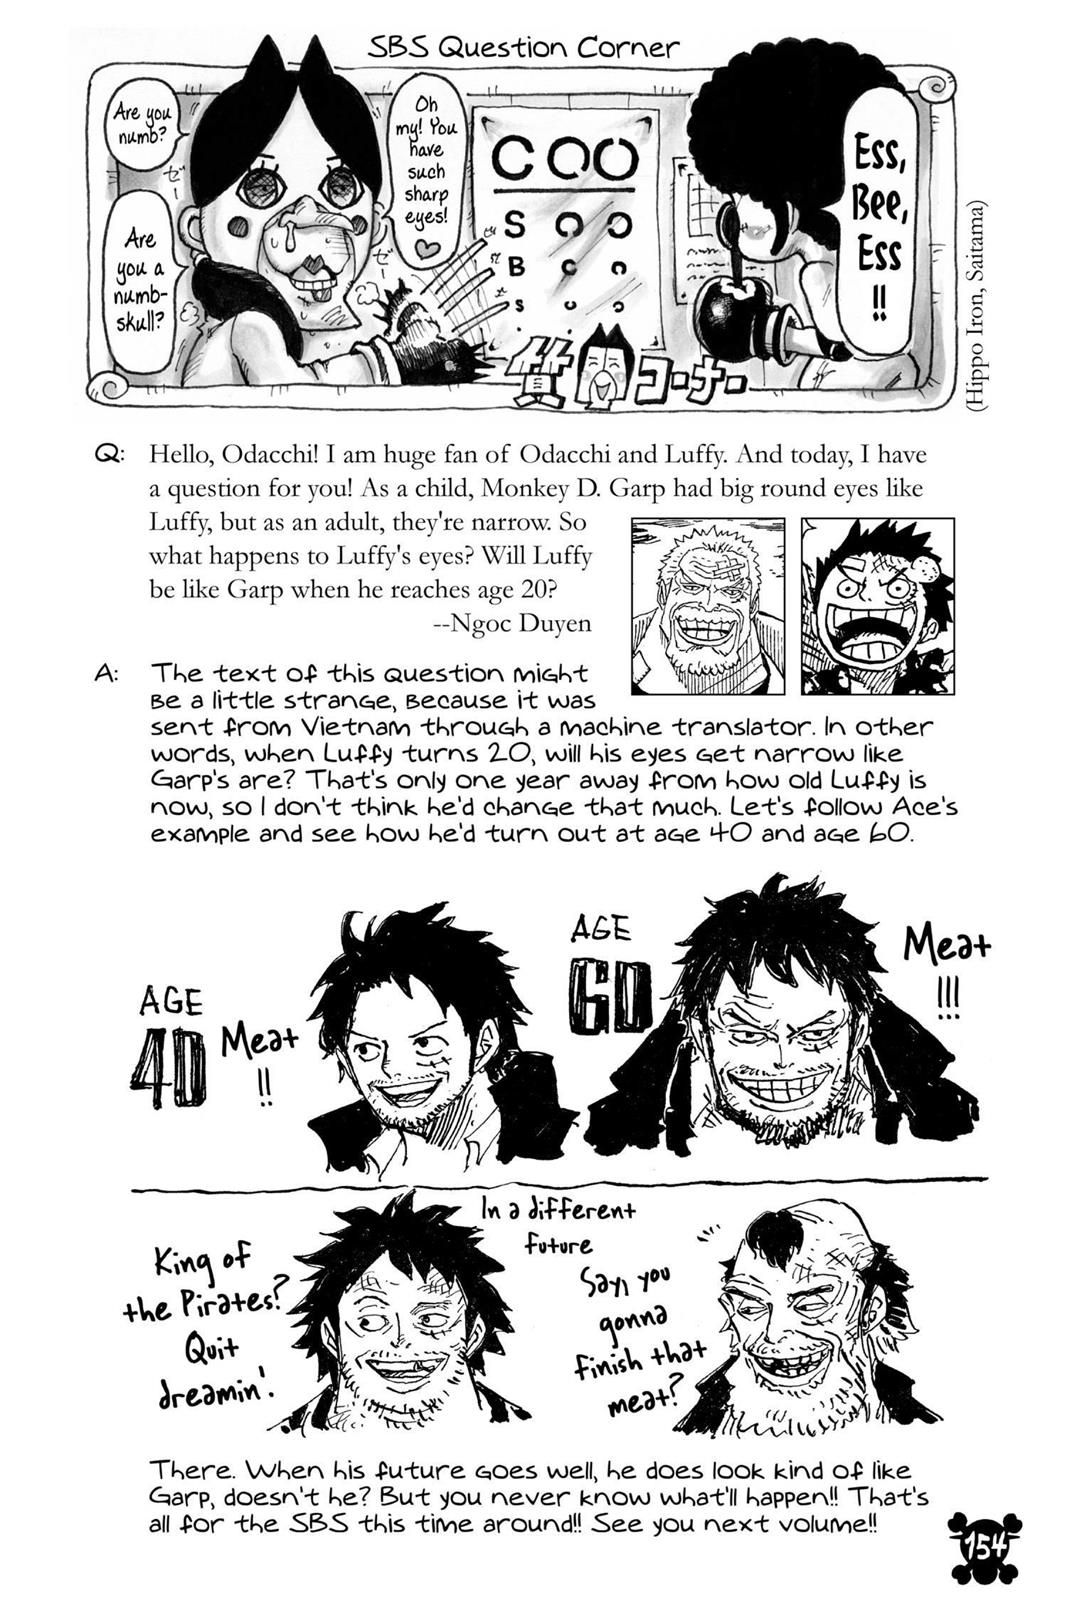 SBS Question Corner
Are you
numb?
Oh
my! You
have
such
sharp
eyes!
Are
you a
numb-
skull?
Ess,
Bee,
Ess
!!
C
S
B
S
質問コーナー
(Hippo Iron, Saitama)
Q: Hello, Odacchi! I am huge fan of Odacchi and Luffy. And today, I have
a question for you! As a child, Monkey D. Garp had big round eyes like
Luffy, but as an adult, they're narrow. So
what happens to Luffy's eyes? Will Luffy
be like Garp when he reaches age 20?
--Ngoc Duyen
A: The text of this question might
be a little strange, because it was
sent from Vietnam through a machine translator. In other
words, when Luffy turns 20, will his eyes get narrow like
Garp's are? That's only one year away from how old Luffy is
now, so I don't think he'd change that much. Let's follow Ace's
example and see how he'd turn out at age 40 and age 60.
AGE
40
Meat
!!
AGE
60
Meat
!!!
In a different
future
King of
the Pirates?
Quit
dreamin'.
Say, you
gonna
finish that
meat?
There. When his future goes well, he does look kind of like
Garp, doesn't he? But you never know what'll happen!! That's
all for the SBS this time around!! See you next volume!!
154